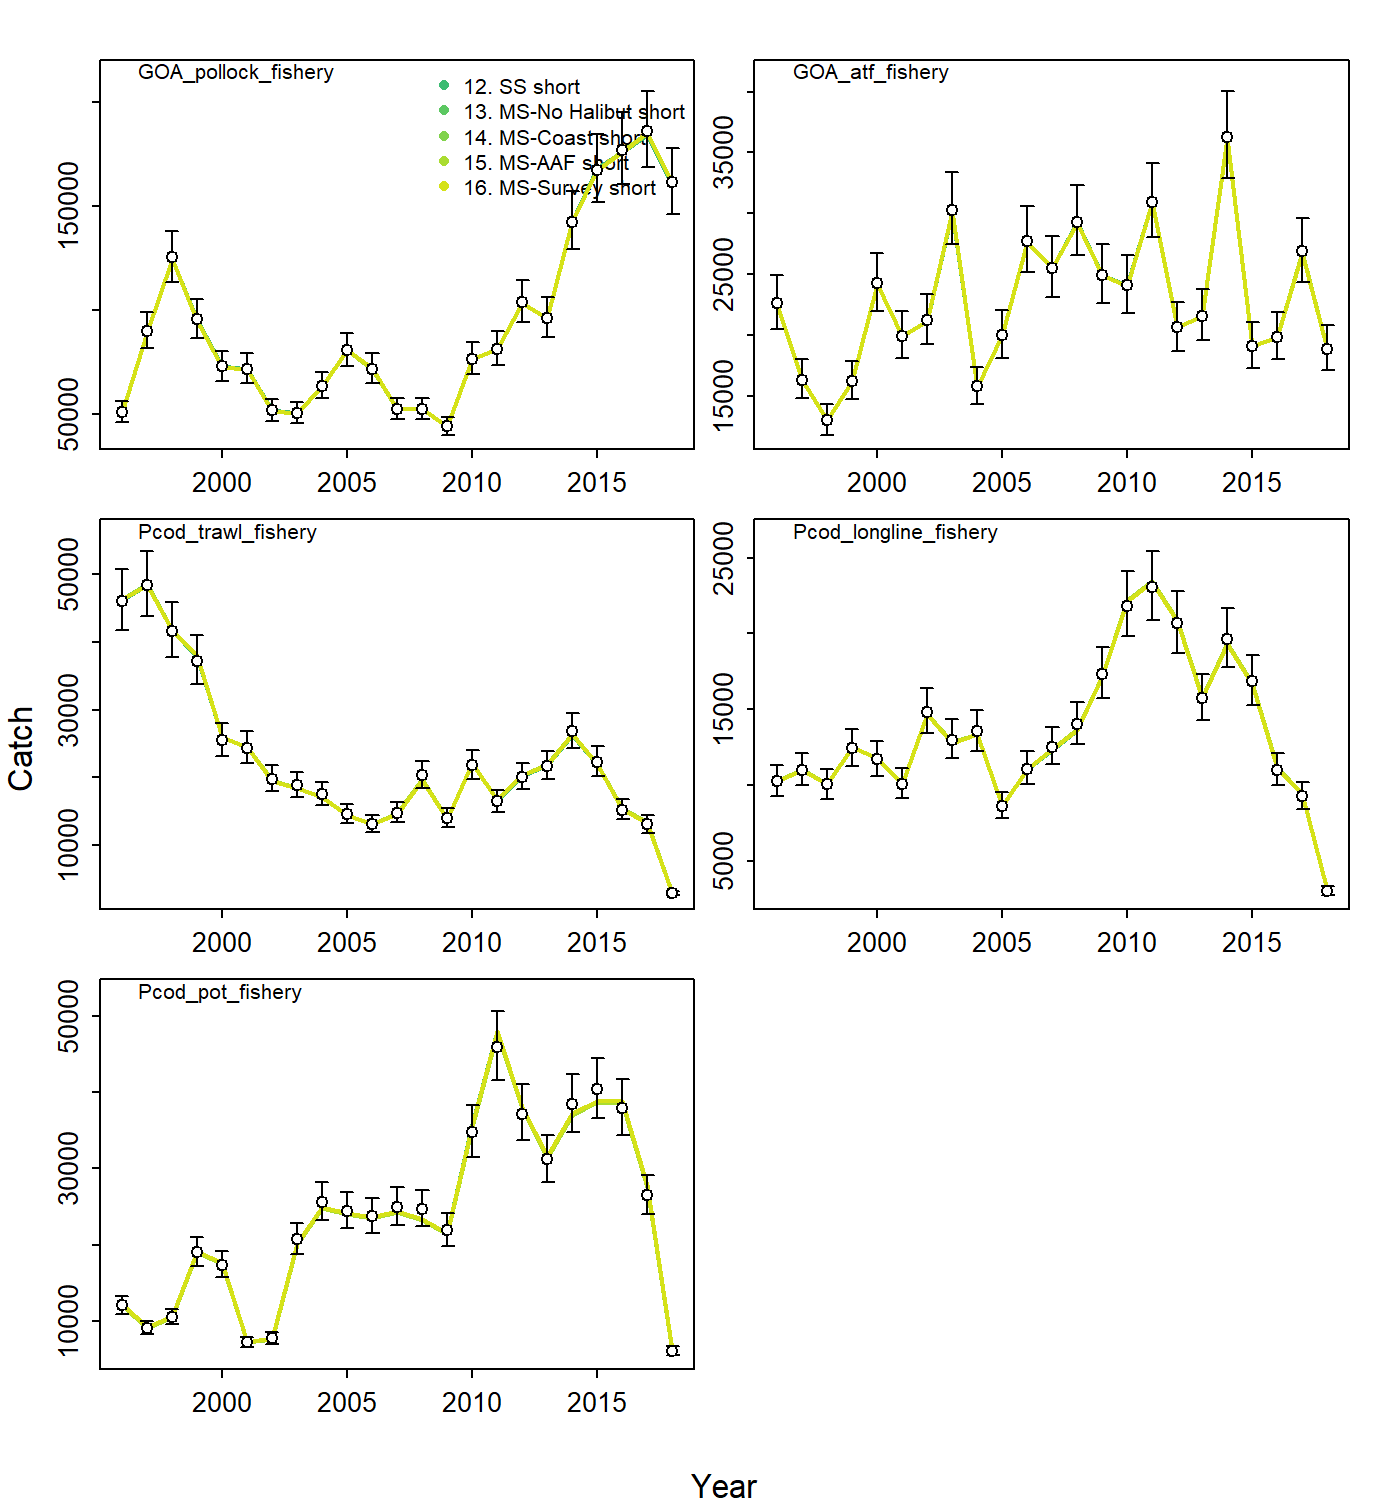 GOA_pollock_fishery
12. SS short
13. MS-No Halibut short
14. MS-Coast short
15. MS-AAF short
16. MS-Survey short
50000
150000
2000 2005 2010 2015
GOA_atf_fishery
15000
25000
35000
2000 2005 2010 2015
Pcod_trawl_fishery
10000
30000
50000
2000 2005 2010 2015
Pcod_longline_fishery
5000
15000
25000
2000 2005 2010 2015
Pcod_pot_fishery
10000
30000
50000
2000 2005 2010 2015
Catch
Year